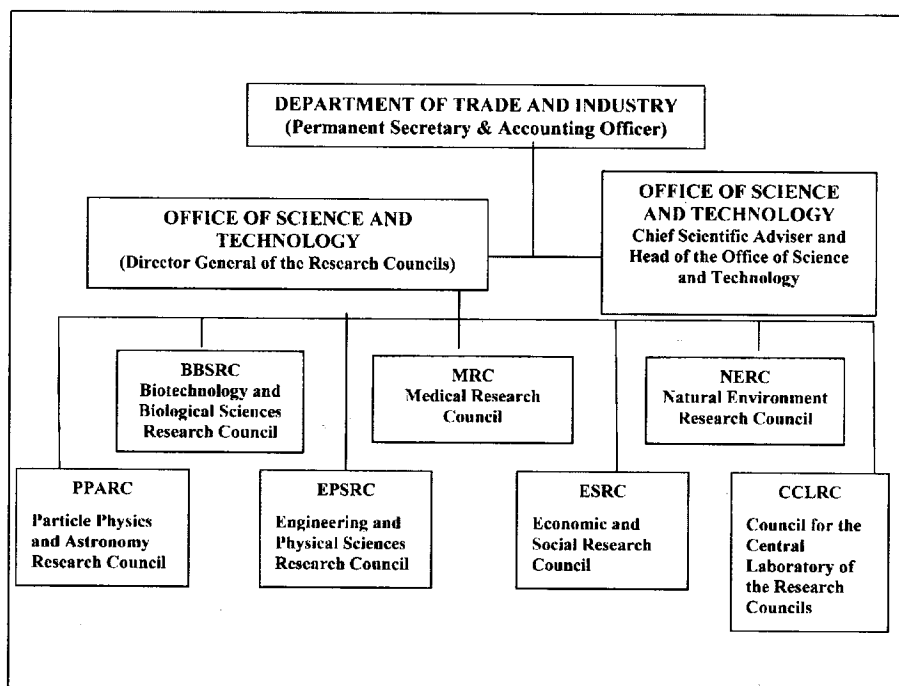 DEPARTMENT OF TRADE AND INDUSTRY
(Permanent Secretary & Accounting Officer)
OFFICE OF SCIENCE AND
TECHNOLOGY
(Director General of the Research Councils)
OFFICE OF SCIENCE
AND TECHNOLOGY
Chief Scientific Adviser and
Head of the Office of Science
and Technology
BBSRC
Biotechnology and
Biological Sciences
Research Council
MRC
Medical Research
Council
NERC
Natural Environment
Research Council
PPARC
Particle Physics
and Astronomy
Research Council
EPSRC
Engineering and
Physical Sciences
Research Council
ESRC
Economic and
Social Research
Council
CCLRC
Council for the
Central
Laboratory of
the Research
Councils